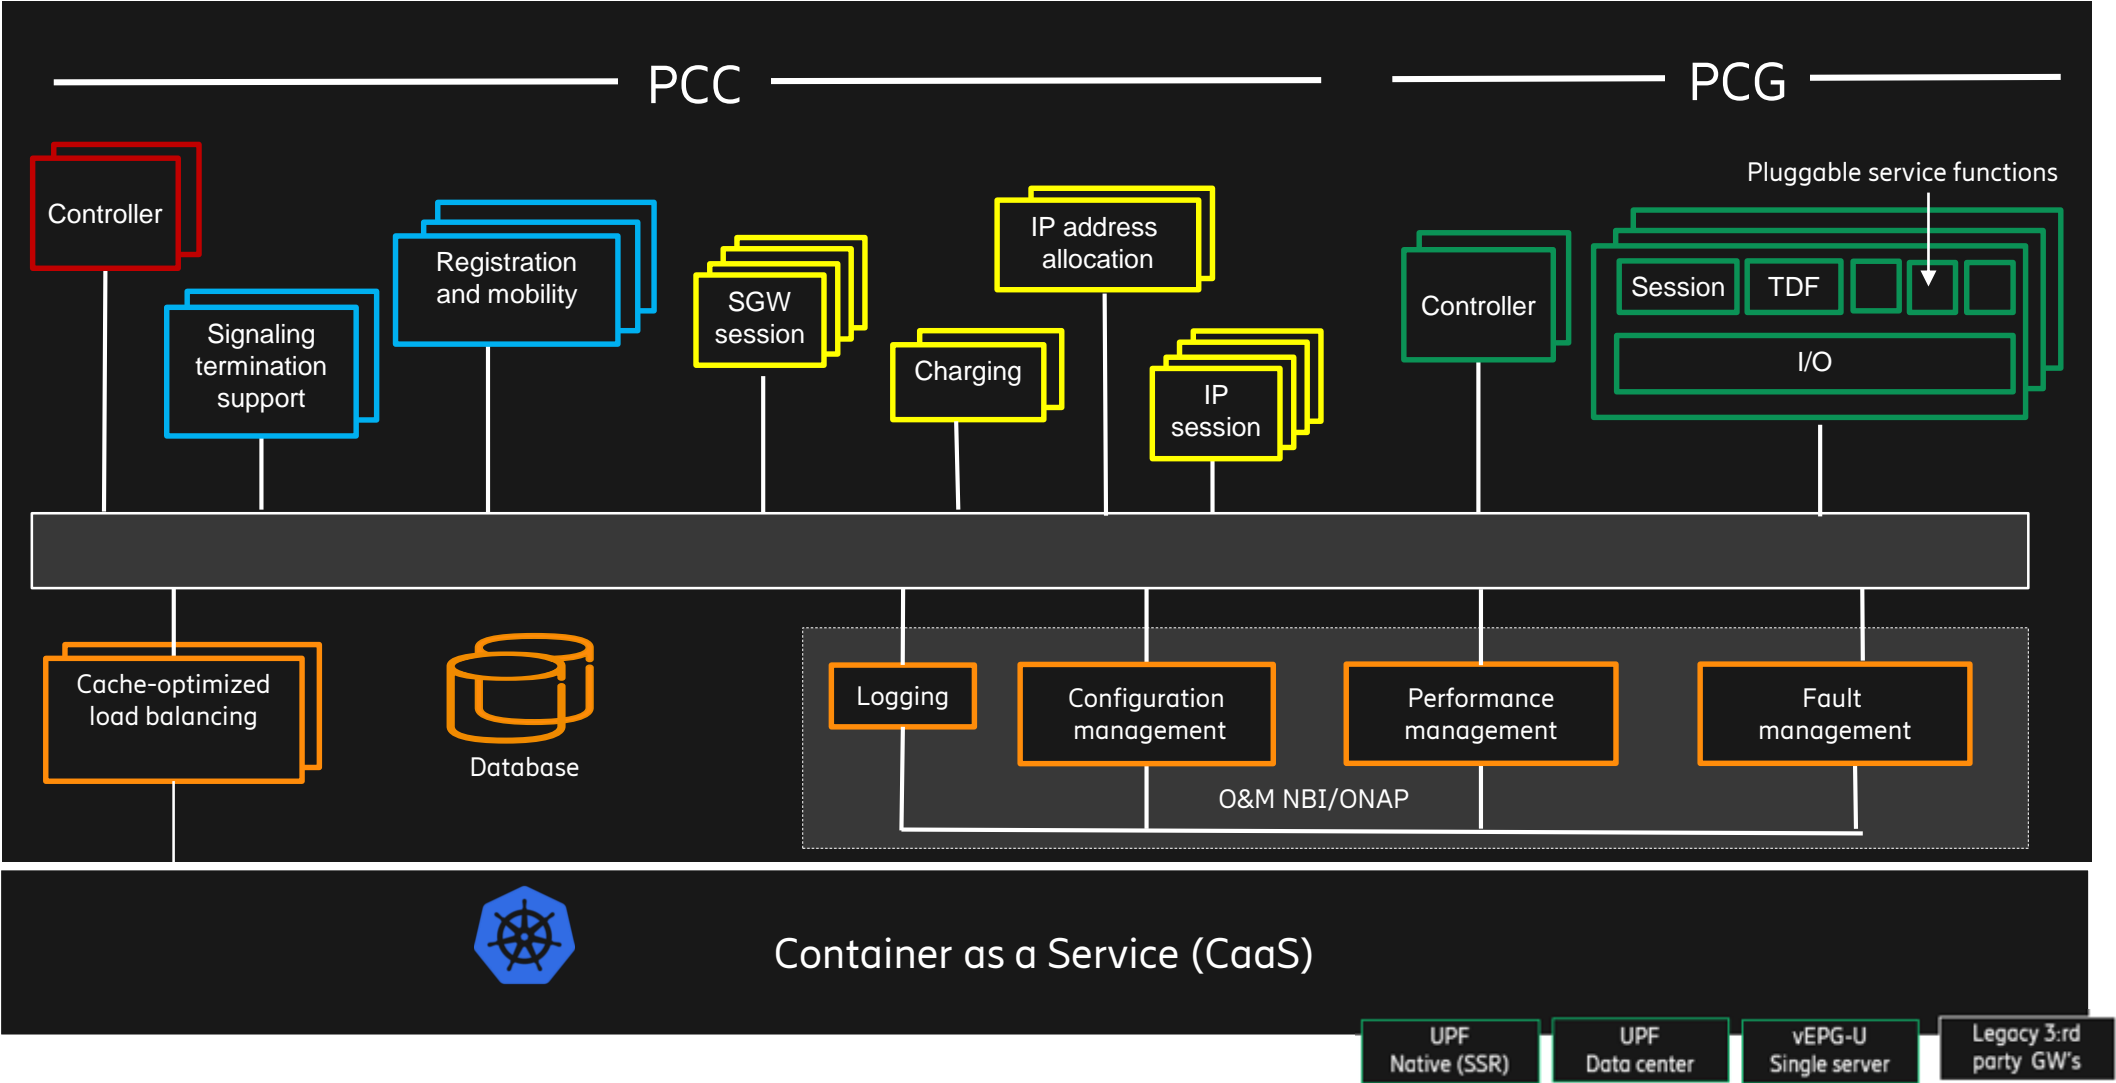 PCC
PCG
Pluggable service functions
Controller
Signaling
termination
support
Registration
and mobility
SGW
session
Charging
IP address
allocation
IP
session
Controller
Session
TDF
I/O
Cache-optimized
load balancing
Database
Logging
Configuration
management
Performance
management
Fault
management
O&M NBI/ONAP
Container as a Service (CaaS)
UPF
Native (SSR)
UPF
Data center
vEPG-U
Single server
Legacy 3:rd
party GW's